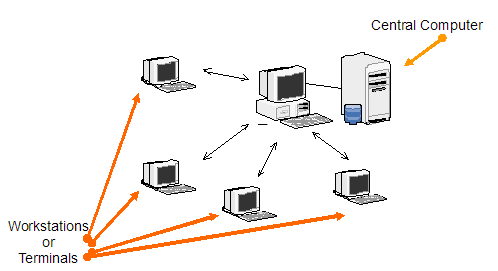 Central Computer
Workstations
or
Terminals